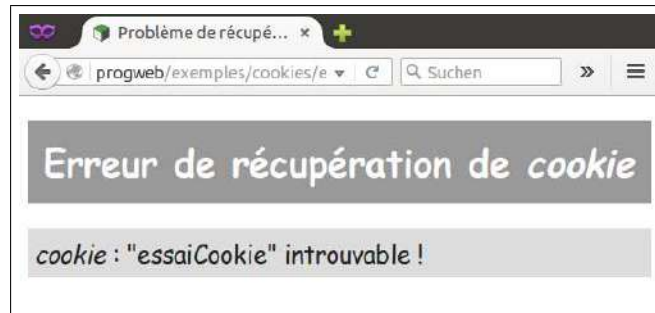 Problème de récupé... ×
progweb/exemples/cookies/e
Suchen
»
Erreur de récupération de cookie
cookie : "essaiCookie" introuvable !